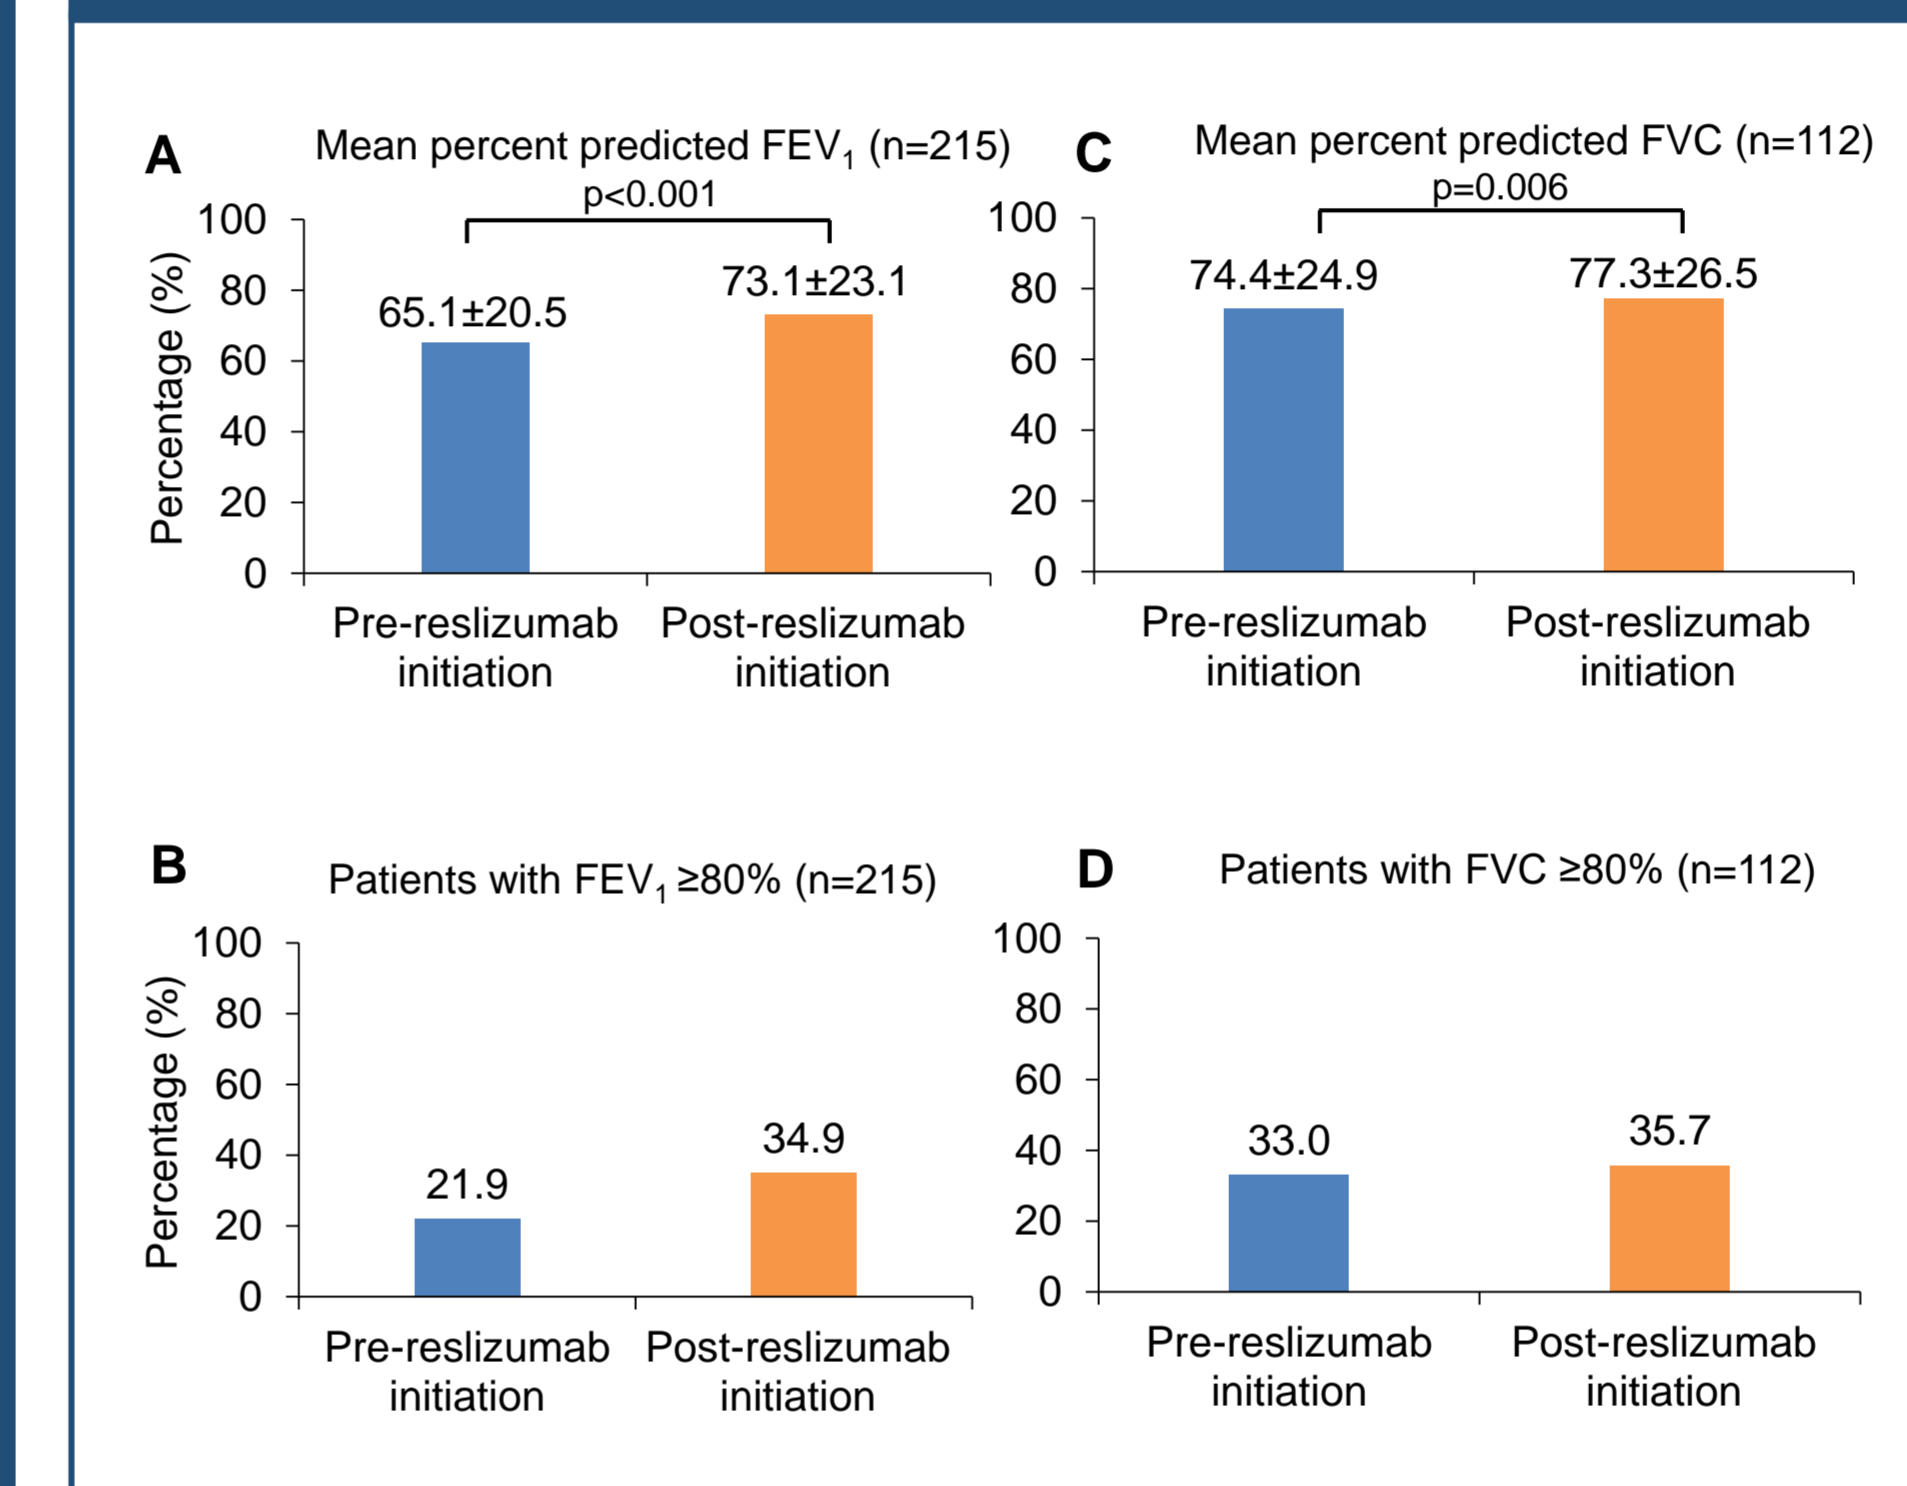 A
Mean percent predicted FEV₁ (n=215)
p<0.001
Percentage (%)
100
80
60
40
20
0
65.1±20.5
73.1±23.1
Pre-reslizumab initiation
Post-reslizumab initiation
C
Mean percent predicted FVC (n=112)
p=0.006
100
80
60
40
20
0
74.4±24.9
77.3±26.5
Pre-reslizumab initiation
Post-reslizumab initiation
B
Patients with FEV₁ ≥80% (n=215)
Percentage (%)
100
80
60
40
20
0
21.9
34.9
Pre-reslizumab initiation
Post-reslizumab initiation
D
Patients with FVC ≥80% (n=112)
100
80
60
40
20
0
33.0
35.7
Pre-reslizumab initiation
Post-reslizumab initiation